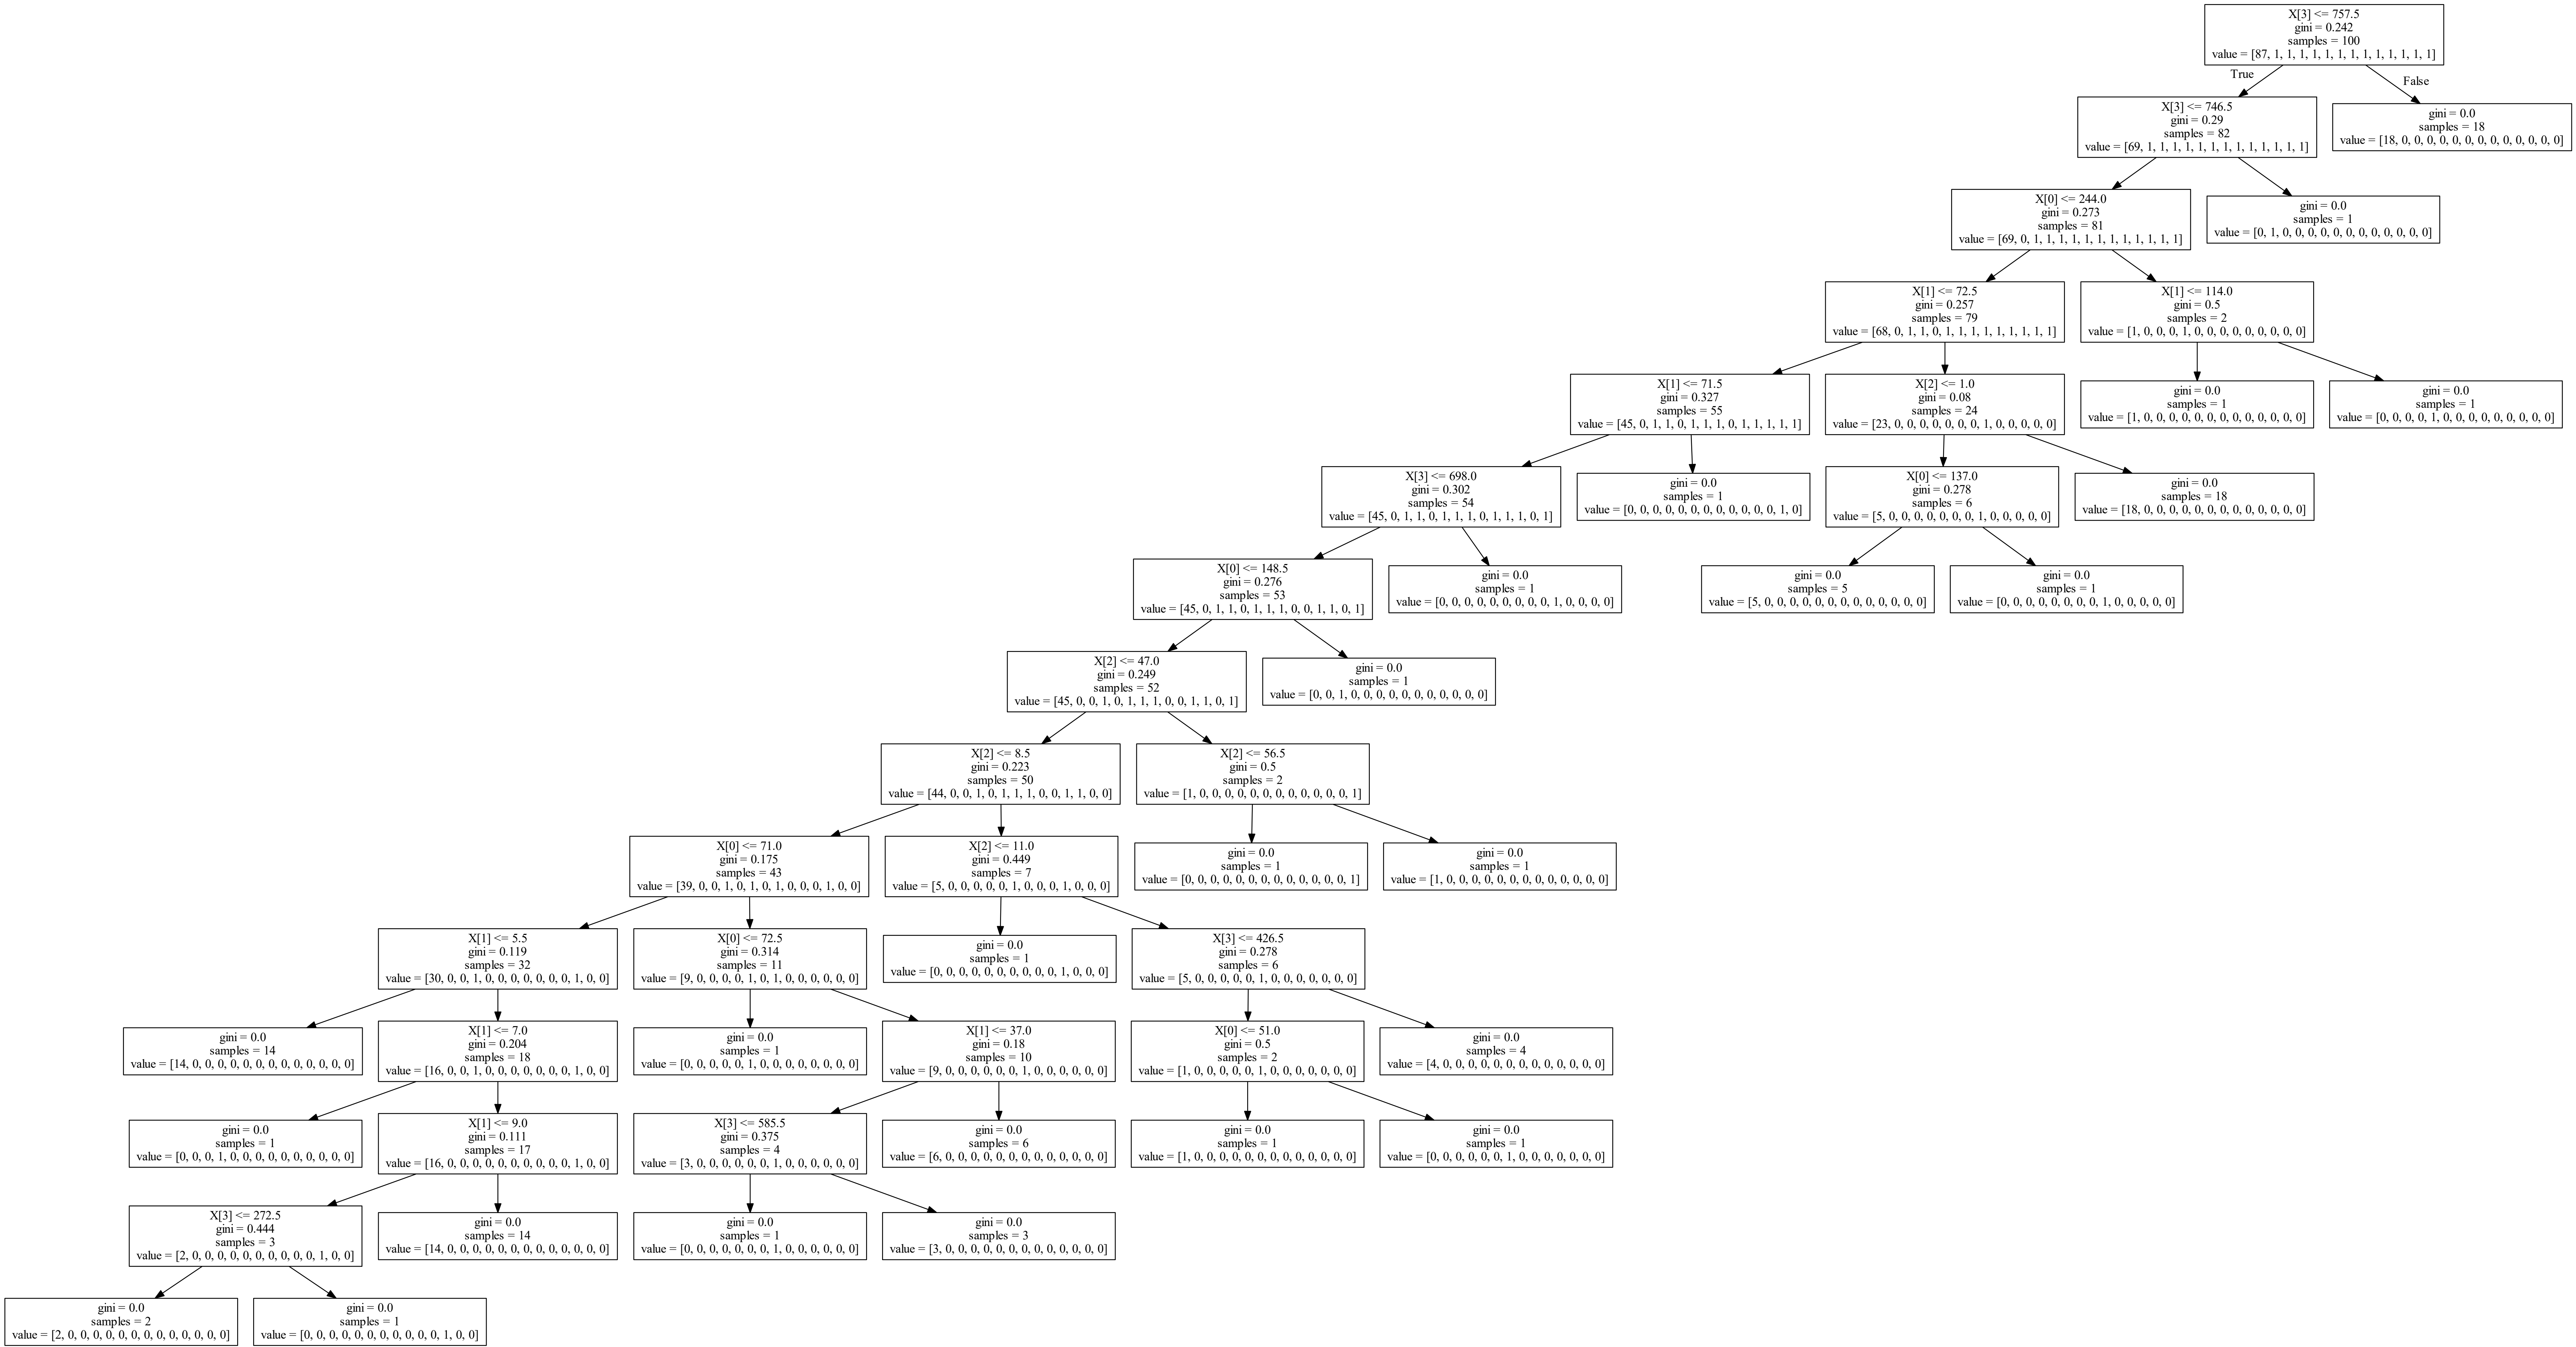 X[3] <= 757.5
gini = 0.242
samples = 100
value = [87, 1, 1, 1, 1, 1, 1, 1, 1, 1, 1, 1, 1, 1]
True
False
X[3] <= 746.5
gini = 0.29
samples = 82
value = [69, 1, 1, 1, 1, 1, 1, 1, 1, 1, 1, 1, 1, 1]
gini = 0.0
samples = 18
value = [18, 0, 0, 0, 0, 0, 0, 0, 0, 0, 0, 0, 0, 0]
X[0] <= 244.0
gini = 0.273
samples = 81
value = [69, 0, 1, 1, 1, 1, 1, 1, 1, 1, 1, 1, 1, 1]
gini = 0.0
samples = 1
value = [0, 1, 0, 0, 0, 0, 0, 0, 0, 0, 0, 0, 0, 0]
X[1] <= 72.5
gini = 0.257
samples = 79
value = [68, 0, 1, 1, 0, 1, 1, 1, 1, 1, 1, 1, 1, 1]
X[1] <= 114.0
gini = 0.5
samples = 2
value = [1, 0, 0, 0, 1, 0, 0, 0, 0, 0, 0, 0, 0, 0]
X[1] <= 71.5
gini = 0.327
samples = 55
value = [45, 0, 1, 1, 0, 1, 1, 1, 0, 1, 1, 1, 1, 1]
X[2] <= 1.0
gini = 0.08
samples = 24
value = [23, 0, 0, 0, 0, 0, 0, 0, 1, 0, 0, 0, 0, 0]
gini = 0.0
samples = 1
value = [1, 0, 0, 0, 0, 0, 0, 0, 0, 0, 0, 0, 0, 0]
gini = 0.0
samples = 1
value = [0, 0, 0, 0, 1, 0, 0, 0, 0, 0, 0, 0, 0, 0]
X[3] <= 698.0
gini = 0.302
samples = 54
value = [45, 0, 1, 1, 0, 1, 1, 1, 0, 1, 1, 1, 0, 1]
gini = 0.0
samples = 1
value = [0, 0, 0, 0, 0, 0, 0, 0, 0, 0, 0, 0, 1, 0]
X[0] <= 137.0
gini = 0.278
samples = 6
value = [5, 0, 0, 0, 0, 0, 0, 0, 1, 0, 0, 0, 0, 0]
gini = 0.0
samples = 18
value = [18, 0, 0, 0, 0, 0, 0, 0, 0, 0, 0, 0, 0, 0]
X[0] <= 148.5
gini = 0.276
samples = 53
value = [45, 0, 1, 1, 0, 1, 1, 1, 0, 0, 1, 1, 0, 1]
gini = 0.0
samples = 1
value = [0, 0, 0, 0, 0, 0, 0, 0, 0, 1, 0, 0, 0, 0]
gini = 0.0
samples = 5
value = [5, 0, 0, 0, 0, 0, 0, 0, 0, 0, 0, 0, 0, 0]
gini = 0.0
samples = 1
value = [0, 0, 0, 0, 0, 0, 0, 0, 1, 0, 0, 0, 0, 0]
X[2] <= 47.0
gini = 0.249
samples = 52
value = [45, 0, 0, 1, 0, 1, 1, 1, 0, 0, 1, 1, 0, 1]
gini = 0.0
samples = 1
value = [0, 0, 1, 0, 0, 0, 0, 0, 0, 0, 0, 0, 0, 0]
X[2] <= 8.5
gini = 0.223
samples = 50
value = [44, 0, 0, 1, 0, 1, 1, 1, 0, 0, 1, 1, 0, 0]
X[2] <= 56.5
gini = 0.5
samples = 2
value = [1, 0, 0, 0, 0, 0, 0, 0, 0, 0, 0, 0, 0, 1]
X[0] <= 71.0
gini = 0.175
samples = 43
value = [39, 0, 0, 1, 0, 1, 0, 1, 0, 0, 0, 1, 0, 0]
X[2] <= 11.0
gini = 0.449
samples = 7
value = [5, 0, 0, 0, 0, 0, 1, 0, 0, 0, 1, 0, 0, 0]
gini = 0.0
samples = 1
value = [0, 0, 0, 0, 0, 0, 0, 0, 0, 0, 0, 0, 0, 1]
gini = 0.0
samples = 1
value = [1, 0, 0, 0, 0, 0, 0, 0, 0, 0, 0, 0, 0, 0]
X[1] <= 5.5
gini = 0.119
samples = 32
value = [30, 0, 0, 1, 0, 0, 0, 0, 0, 0, 0, 1, 0, 0]
X[0] <= 72.5
gini = 0.314
samples = 11
value = [9, 0, 0, 0, 0, 1, 0, 1, 0, 0, 0, 0, 0, 0]
gini = 0.0
samples = 1
value = [0, 0, 0, 0, 0, 0, 0, 0, 0, 0, 1, 0, 0, 0]
X[3] <= 426.5
gini = 0.278
samples = 6
value = [5, 0, 0, 0, 0, 0, 1, 0, 0, 0, 0, 0, 0, 0]
gini = 0.0
samples = 14
value = [14, 0, 0, 0, 0, 0, 0, 0, 0, 0, 0, 0, 0, 0]
X[1] <= 7.0
gini = 0.204
samples = 18
value = [16, 0, 0, 1, 0, 0, 0, 0, 0, 0, 0, 1, 0, 0]
gini = 0.0
samples = 1
value = [0, 0, 0, 0, 0, 1, 0, 0, 0, 0, 0, 0, 0, 0]
X[1] <= 37.0
gini = 0.18
samples = 10
value = [9, 0, 0, 0, 0, 0, 0, 1, 0, 0, 0, 0, 0, 0]
X[0] <= 51.0
gini = 0.5
samples = 2
value = [1, 0, 0, 0, 0, 0, 1, 0, 0, 0, 0, 0, 0, 0]
gini = 0.0
samples = 4
value = [4, 0, 0, 0, 0, 0, 0, 0, 0, 0, 0, 0, 0, 0]
gini = 0.0
samples = 1
value = [0, 0, 0, 1, 0, 0, 0, 0, 0, 0, 0, 0, 0, 0]
X[1] <= 9.0
gini = 0.111
samples = 17
value = [16, 0, 0, 0, 0, 0, 0, 0, 0, 0, 0, 1, 0, 0]
X[3] <= 585.5
gini = 0.375
samples = 4
value = [3, 0, 0, 0, 0, 0, 0, 1, 0, 0, 0, 0, 0, 0]
gini = 0.0
samples = 6
value = [6, 0, 0, 0, 0, 0, 0, 0, 0, 0, 0, 0, 0, 0]
gini = 0.0
samples = 1
value = [1, 0, 0, 0, 0, 0, 0, 0, 0, 0, 0, 0, 0, 0]
gini = 0.0
samples = 1
value = [0, 0, 0, 0, 0, 0, 1, 0, 0, 0, 0, 0, 0, 0]
X[3] <= 272.5
gini = 0.444
samples = 3
value = [2, 0, 0, 0, 0, 0, 0, 0, 0, 0, 0, 1, 0, 0]
gini = 0.0
samples = 14
value = [14, 0, 0, 0, 0, 0, 0, 0, 0, 0, 0, 0, 0, 0]
gini = 0.0
samples = 1
value = [0, 0, 0, 0, 0, 0, 0, 1, 0, 0, 0, 0, 0, 0]
gini = 0.0
samples = 3
value = [3, 0, 0, 0, 0, 0, 0, 0, 0, 0, 0, 0, 0, 0]
gini = 0.0
samples = 2
value = [2, 0, 0, 0, 0, 0, 0, 0, 0, 0, 0, 0, 0, 0]
gini = 0.0
samples = 1
value = [0, 0, 0, 0, 0, 0, 0, 0, 0, 0, 0, 1, 0, 0]